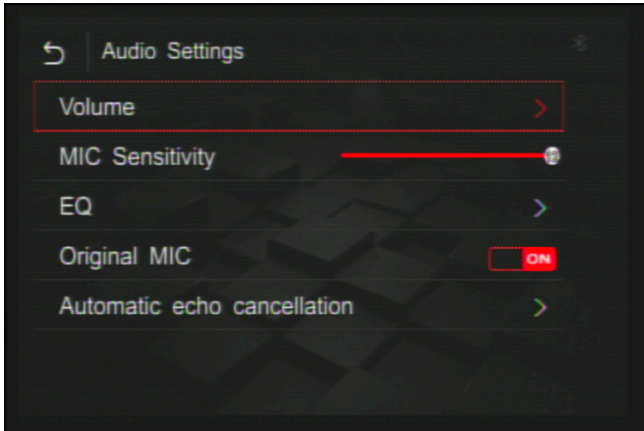 Audio Settings
Volume
MIC Sensitivity
EQ
Original MIC
ON
Automatic echo cancellation